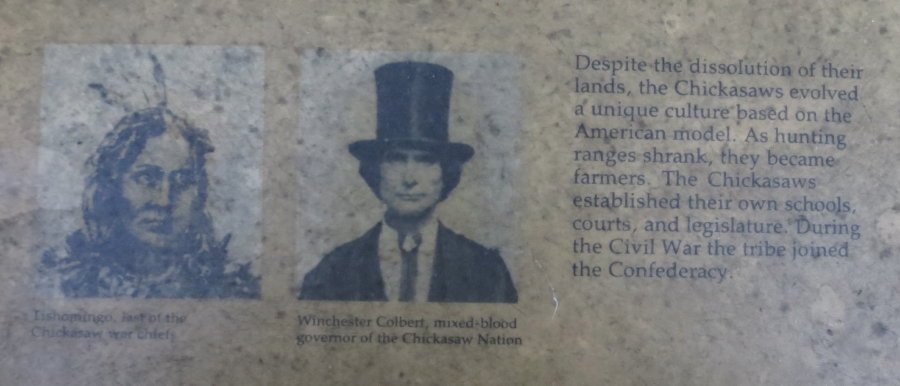 Despite the dissolution of their
lands, the Chickasaws evolved
a unique culture based on the
American model. As hunting
ranges shrank, they became
farmers. The Chickasaws
established their own schools,
courts, and legislature. During
the Civil War the tribe joined
the Confederacy.
Tishomingo, last of the
Chickasaw war chiefs
Winchester Colbert, mixed-blood
governor of the Chickasaw Nation